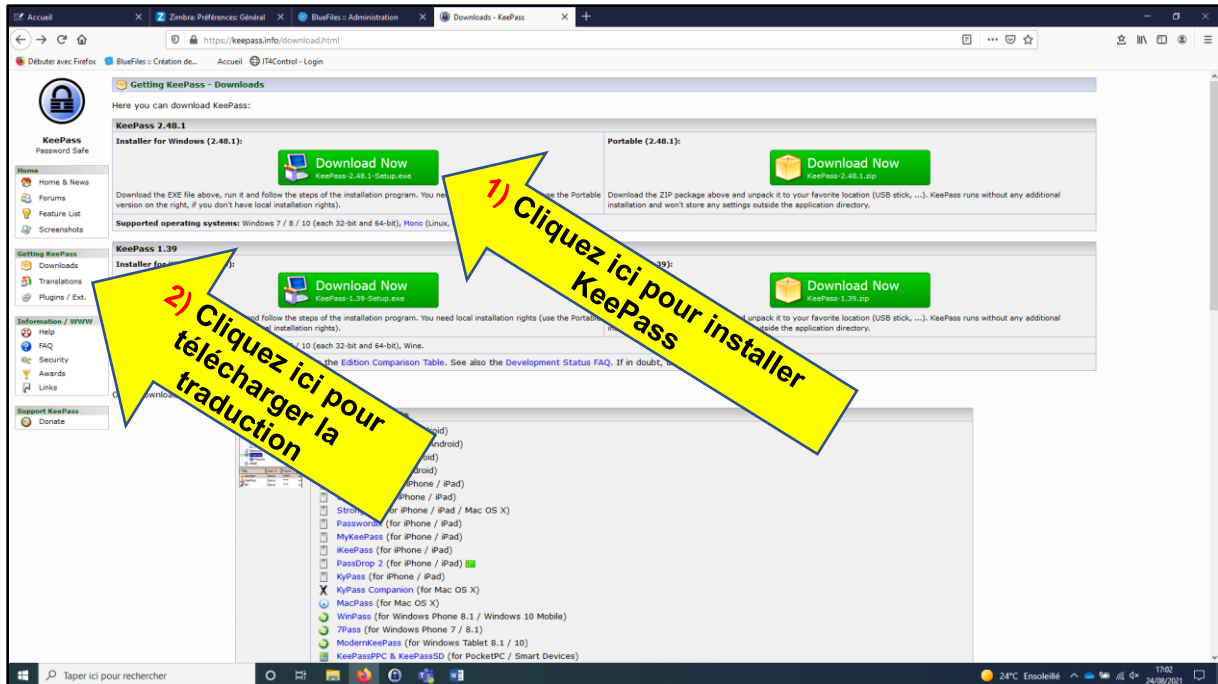 Accueil
Zimbra: Préférences: Général
BlueFiles :: Administration
Downloads - KeePass
https://keepass.info/download.html
Débuter avec Firefox
BlueFiles :: Création de...
Accueil
IT4Control - Login
KeePass
Password Safe
Home
Home & News
Forums
Feature List
Screenshots
Getting KeePass
Downloads
Translations
Plugins / Ext.
Information / WWW
Help
FAQ
Security
Awards
Links
Support KeePass
Donate
Getting KeePass - Downloads
Here you can download KeePass:
KeePass 2.48.1
Installer for Windows (2.48.1):
Download Now
KeePass-2.48.1-Setup.exe
Download the EXE file above, run it and follow the steps of the installation program. You need (use the Portable
version on the right, if you don't have local installation rights).
Portable (2.48.1):
Download Now
KeePass-2.48.1.zip
Download the ZIP package above and unpack it to your favorite location (USB stick, ...). KeePass runs without any additional
installation and won't store any settings outside the application directory.
Supported operating systems: Windows 7 / 8 / 10 (each 32-bit and 64-bit), Mono (Linux,
KeePass 1.39
Installer for
Download Now
KeePass-1.39-Setup.exe
and follow the steps of the installation program. You need local installation rights (use the Portable
installation rights).
39):
Download Now
KeePass-1.39.zip
unpack it to your favorite location (USB stick, ...). KeePass runs without any additional
outside the application directory.
/ 10 (each 32-bit and 64-bit), Wine.
the Edition Comparison Table. See also the Development Status FAQ. If in doubt,
1) Cliquez ici pour installer
KeePass
2) Cliquez ici pour
télécharger la
traduction
(for iPhone / iPad / Mac OS X)
(for iPhone / iPad)
MyKeePass (for iPhone / iPad)
iKeePass (for iPhone / iPad)
PassDrop 2 (for iPhone / iPad)
KyPass (for iPhone / iPad)
KyPass Companion (for Mac OS X)
MacPass (for Mac OS X)
WinPass (for Windows Phone 8.1 / Windows 10 Mobile)
7Pass (for Windows Phone 7 / 8.1)
ModernKeePass (for Windows Tablet 8.1 / 10)
KeePassPPC & KeePassSD (for PocketPC / Smart Devices)
Taper ici pour rechercher
24°C Ensoleillé
17:02
24/08/2021